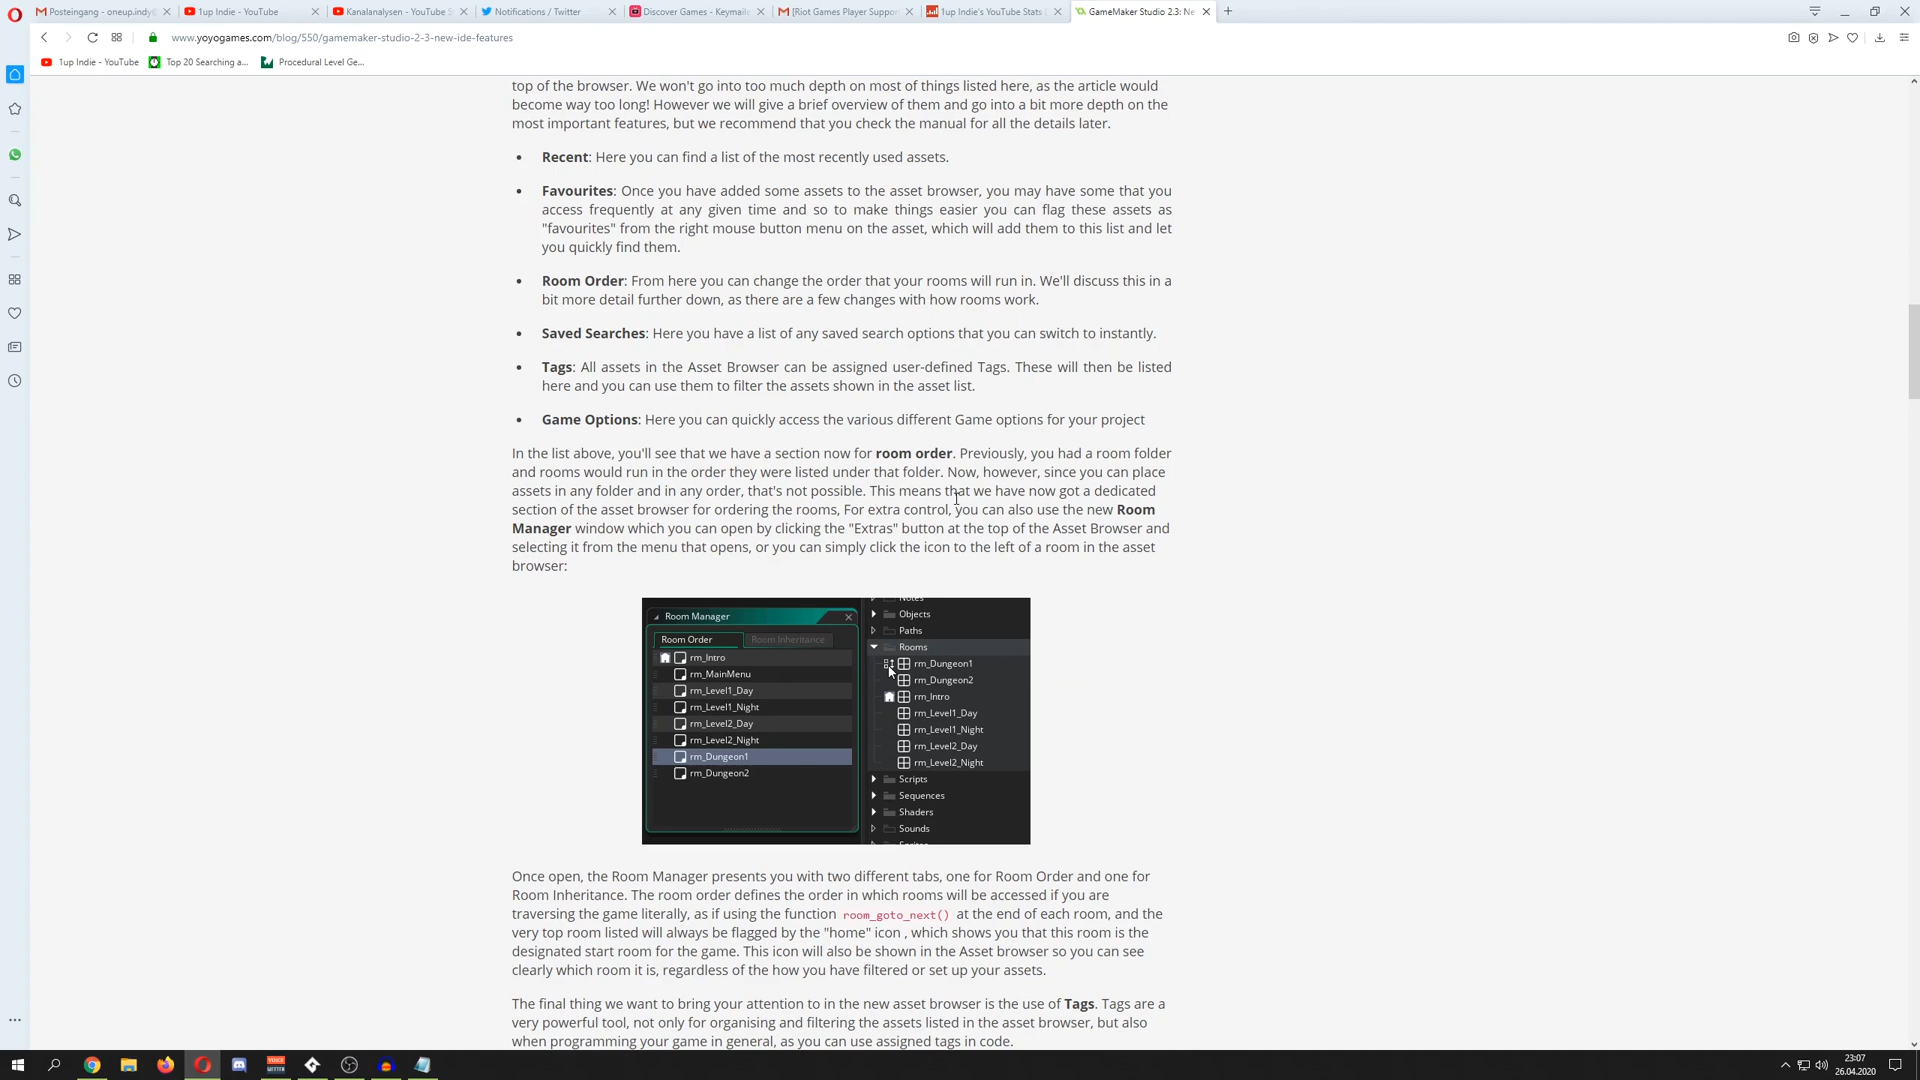 Posteingang - oneup.indy@
1up Indie - YouTube
Kanalanalysen - YouTube S
Notifications / Twitter
Discover Games - Keymaile
[Riot Games Player Suppor
1up Indie's YouTube Stats
GameMaker Studio 2.3: Ne
www.yoyogames.com/blog/550/gamemaker-studio-2-3-new-ide-features
1up Indie - YouTube
Top 20 Searching a...
Procedural Level Ge...
top of the browser. We won't go into too much depth on most of things listed here, as the article would
become way too long! However we will give a brief overview of them and go into a bit more depth on the
most important features, but we recommend that you check the manual for all the details later.
• Recent: Here you can find a list of the most recently used assets.
• Favourites: Once you have added some assets to the asset browser, you may have some that you
access frequently at any given time and so to make things easier you can flag these assets as
"favourites" from the right mouse button menu on the asset, which will add them to this list and let
you quickly find them.
• Room Order: From here you can change the order that your rooms will run in. We'll discuss this in a
bit more detail further down, as there are a few changes with how rooms work.
• Saved Searches: Here you have a list of any saved search options that you can switch to instantly.
• Tags: All assets in the Asset Browser can be assigned user-defined Tags. These will then be listed
here and you can use them to filter the assets shown in the asset list.
• Game Options: Here you can quickly access the various different Game options for your project
In the list above, you'll see that we have a section now for room order. Previously, you had a room folder
and rooms would run in the order they were listed under that folder. Now, however, since you can place
assets in any folder and in any order, that's not possible. This means that we have now got a dedicated
section of the asset browser for ordering the rooms, For extra control, you can also use the new Room
Manager window which you can open by clicking the "Extras" button at the top of the Asset Browser and
selecting it from the menu that opens, or you can simply click the icon to the left of a room in the asset
browser:
Room Manager
Room Order
Room Inheritance
rm_Intro
rm_MainMenu
rm_Level1_Day
rm_Level1_Night
rm_Level2_Day
rm_Level2_Night
rm_Dungeon1
rm_Dungeon2
Notes
Objects
Paths
Rooms
rm_Dungeon1
rm_Dungeon2
rm_Intro
rm_Level1_Day
rm_Level1_Night
rm_Level2_Day
rm_Level2_Night
Scripts
Sequences
Shaders
Sounds
Once open, the Room Manager presents you with two different tabs, one for Room Order and one for
Room Inheritance. The room order defines the order in which rooms will be accessed if you are
traversing the game literally, as if using the function room_goto_next() at the end of each room, and the
very top room listed will always be flagged by the "home" icon , which shows you that this room is the
designated start room for the game. This icon will also be shown in the Asset browser so you can see
clearly which room it is, regardless of the how you have filtered or set up your assets.
The final thing we want to bring your attention to in the new asset browser is the use of Tags. Tags are a
very powerful tool, not only for organising and filtering the assets listed in the asset browser, but also
when programming your game in general, as you can use assigned tags in code.
23:07
26.04.2020